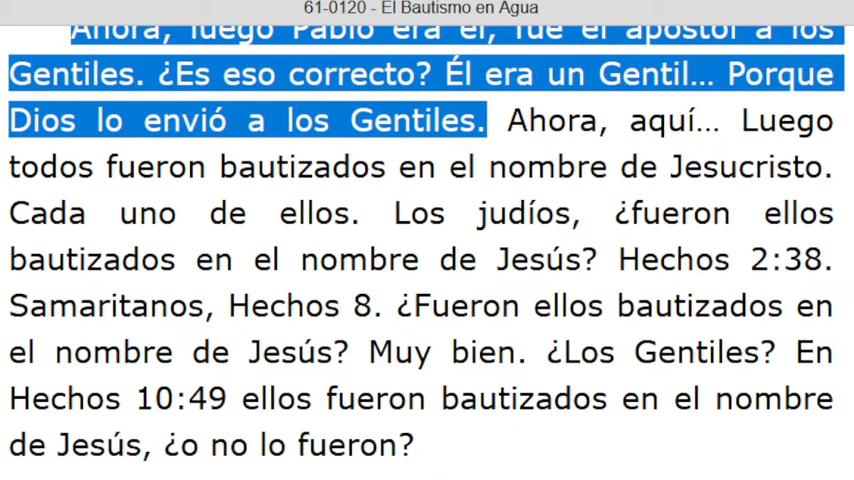 61-0120 - El Bautismo en Agua
Ahora, luego Pablo era el, fue el apóstol a los
Gentiles. ¿Es eso correcto? Él era un Gentil... Porque
Dios lo envió a los Gentiles. Ahora, aquí... Luego
todos fueron bautizados en el nombre de Jesucristo.
Cada uno de ellos. Los judíos, ¿fueron ellos
bautizados en el nombre de Jesús? Hechos 2:38.
Samaritanos, Hechos 8. ¿Fueron ellos bautizados en
el nombre de Jesús? Muy bien. ¿Los Gentiles? En
Hechos 10:49 ellos fueron bautizados en el nombre
de Jesús, ¿o no lo fueron?